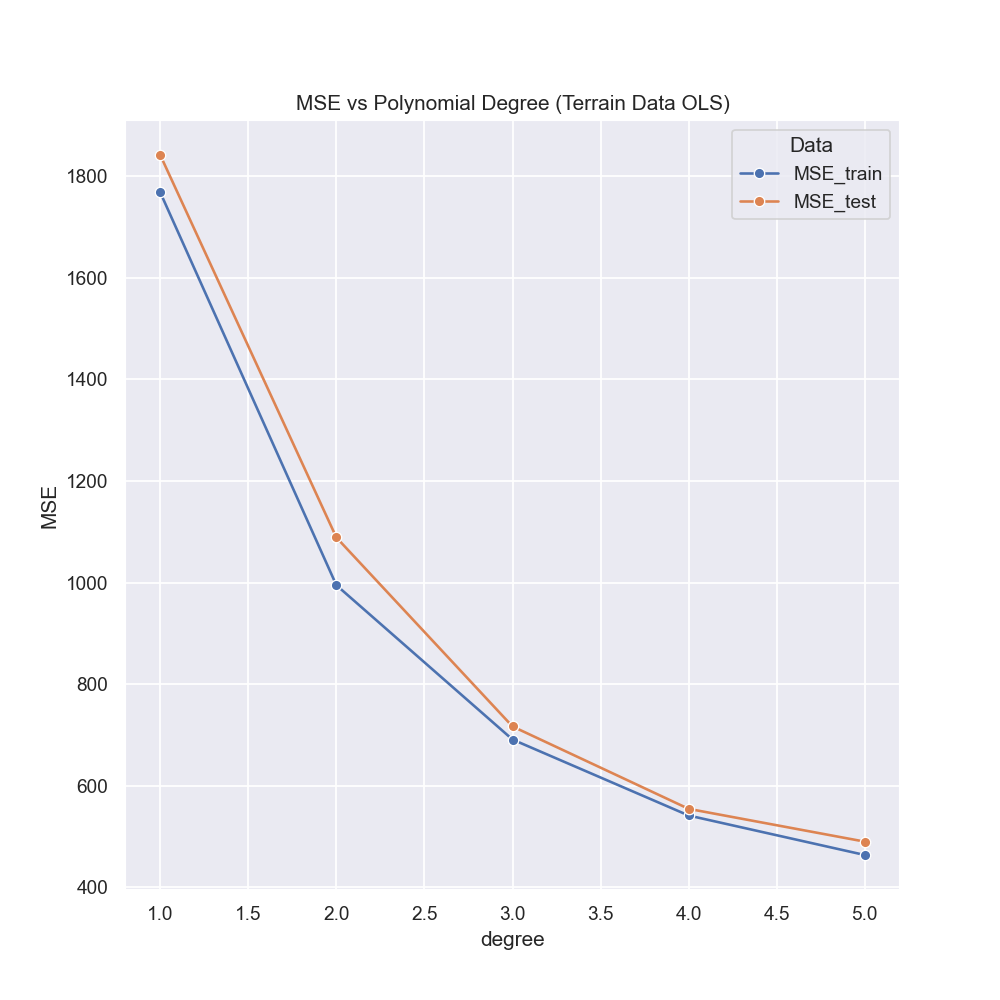 MSE vs Polynomial Degree (Terrain Data OLS)
Data
MSE_train
MSE_test
1800
1600
1400
1200
1000
800
600
400
MSE
1.0 1.5 2.0 2.5 3.0 3.5 4.0 4.5 5.0
degree